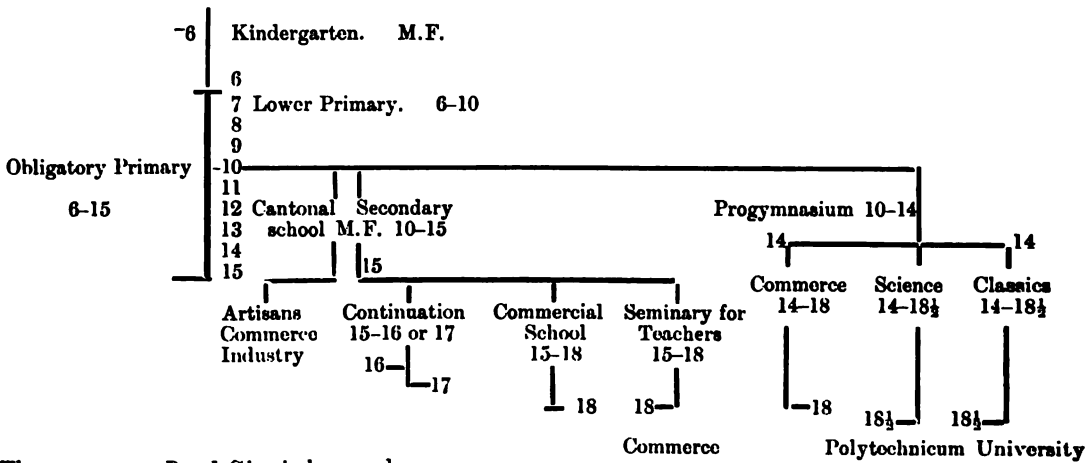 -6 Kindergarten. M.F.
6
7 Lower Primary. 6-10
8
9
Obligatory Primary -10
11
6-15 12 Cantonal Secondary Progymnasium 10-14
13 school M.F. 10-15
14 14 14
15 15
Commerce Science Classics
14-18 14-18½ 14-18½
Artisans Continuation Commercial Seminary for
Commerce 15-16 or 17 School Teachers
Industry 15-18 15-18
16 17
18 18 18 18½ 18½
Commerce Polytechnicum University